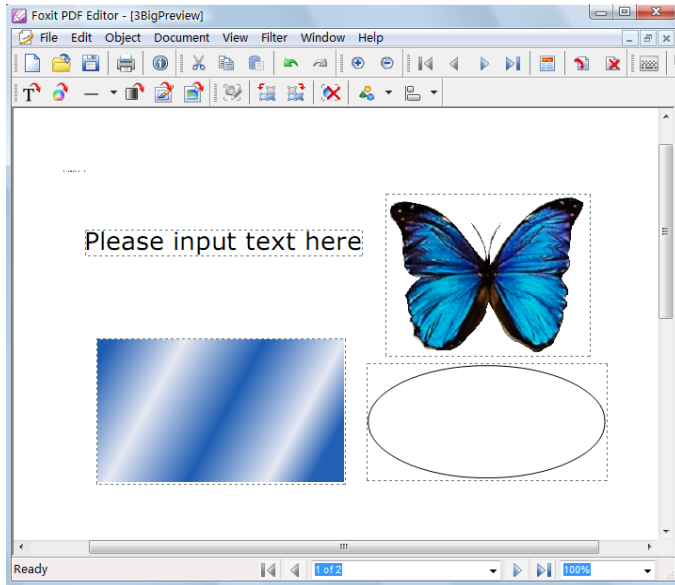 Foxit PDF Editor - [3BigPreview]
File Edit Object Document View Filter Window Help
T
Please input text here
Ready
1 of 2
100%